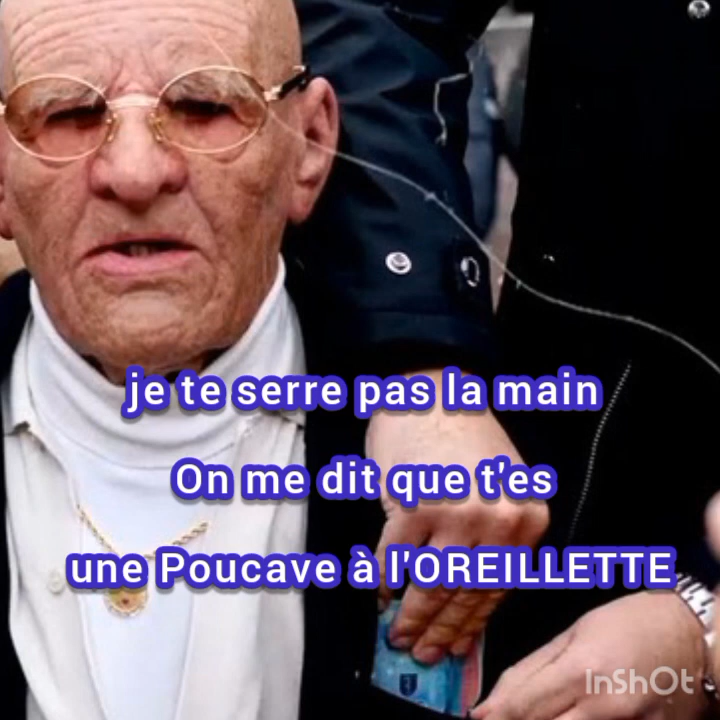 je te serre pas la main
On me dit que t'es
une Poucave à l'OREILLETTE
InShOt